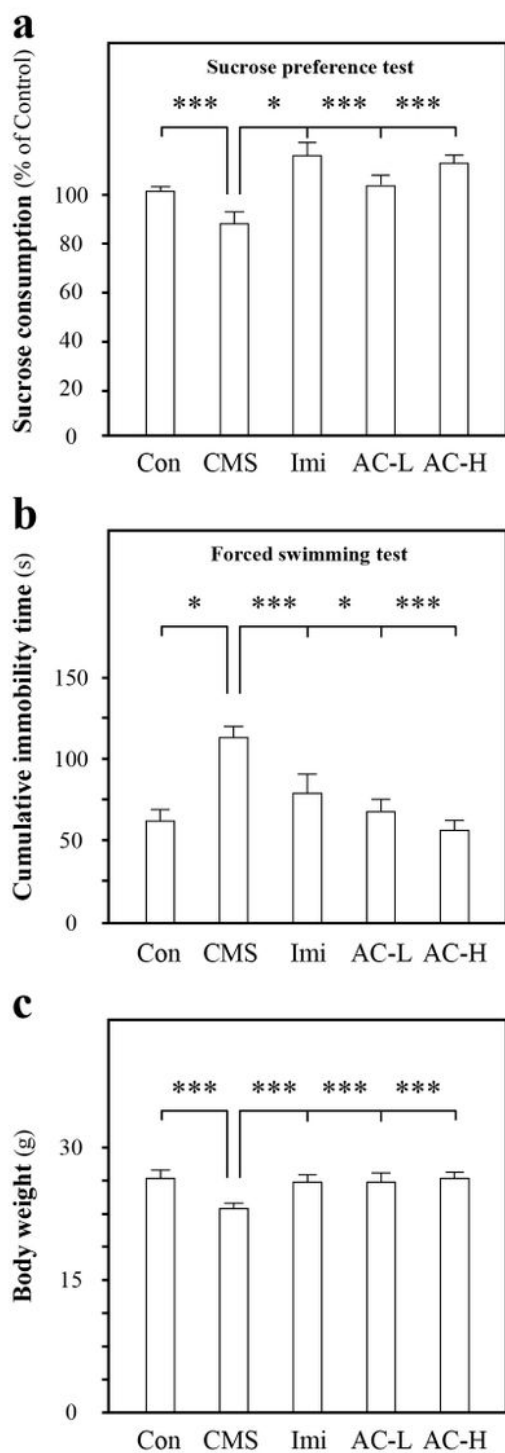 a
Sucrose preference test
*** * *** ***
Sucrose consumption (% of Control)
100
80
60
40
20
0
Con CMS Imi AC-L AC-H
b
Forced swimming test
* *** * ***
Cumulative immobility time (s)
150
100
50
0
Con CMS Imi AC-L AC-H
c
*** *** *** ***
Body weight (g)
30
15
0
Con CMS Imi AC-L AC-H